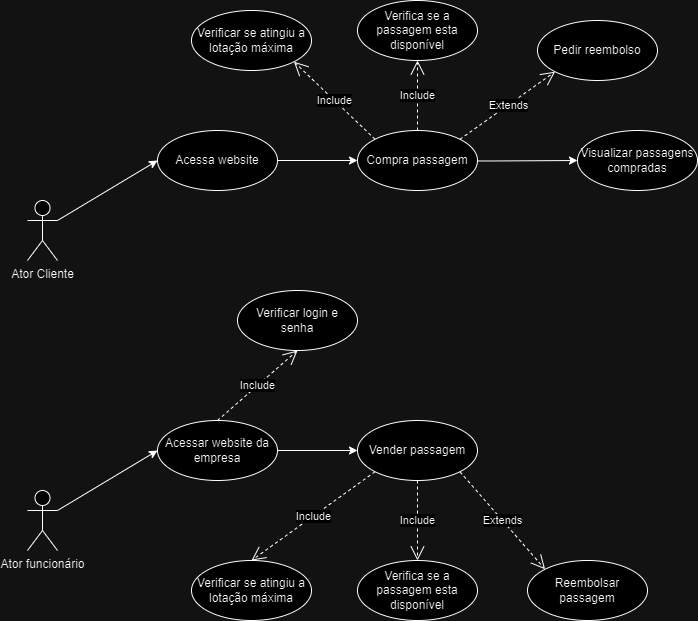 Verificar se atingiu a
lotação máxima
Verifica se a
passagem esta
disponível
Pedir reembolso
Include
Include
Extends
Acessa website
Compra passagem
Visualizar passagens
compradas
Ator Cliente
Verificar login e
senha
Include
Acessar website da
empresa
Vender passagem
Include
Include
Extends
Ator funcionário
Verificar se atingiu a
lotação máxima
Verifica se a
passagem esta
disponível
Reembolsar
passagem